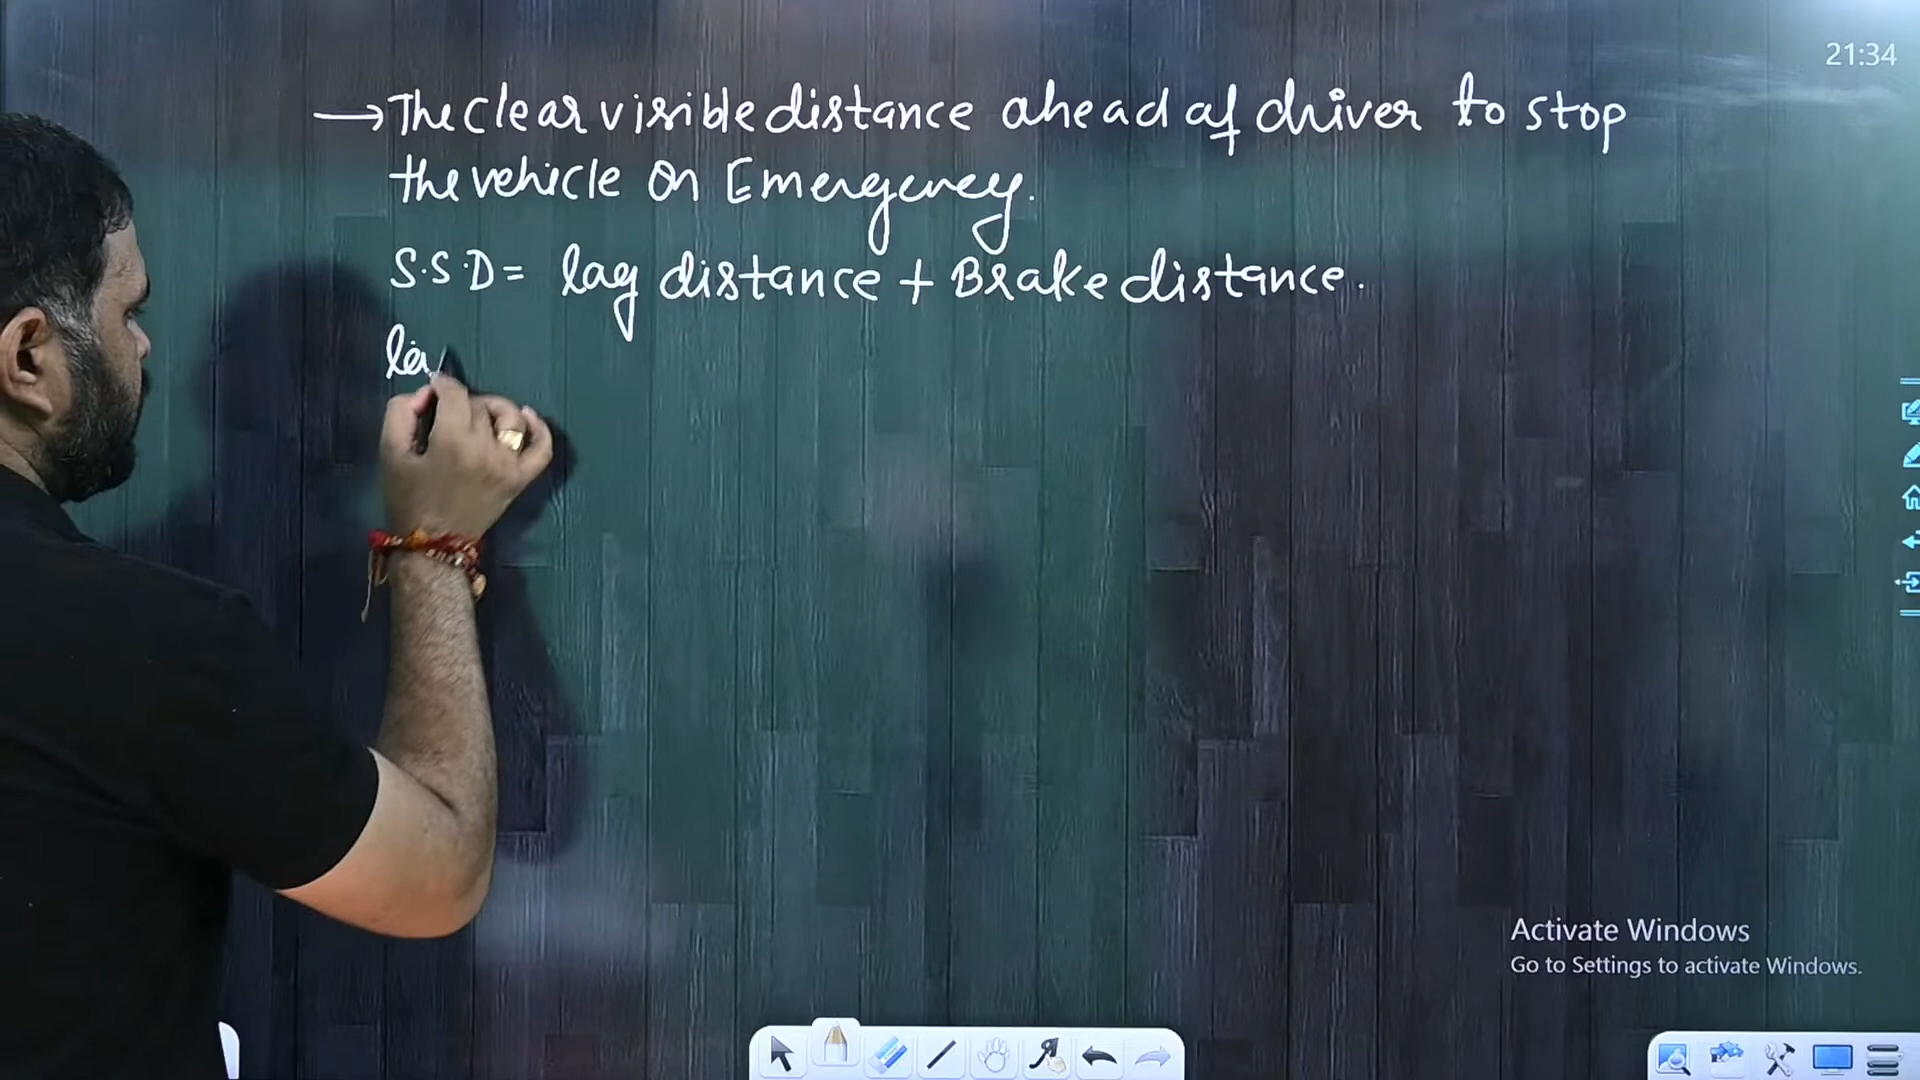 21:34
→ The clear visible distance ahead of driver to stop
the vehicle on Emergency.
S.S.D = lag distance + Brake distance.
la
Activate Windows
Go to Settings to activate Windows.